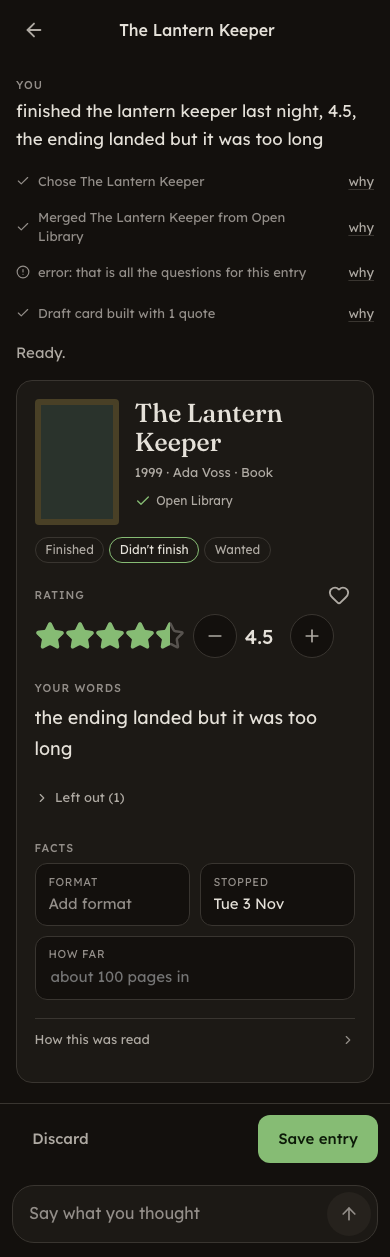 The Lantern Keeper
YOU
finished the lantern keeper last night, 4.5,
the ending landed but it was too long
Chose The Lantern Keeper
why
Merged The Lantern Keeper from Open
Library
why
error: that is all the questions for this entry
why
Draft card built with 1 quote
why
Ready.
The Lantern
Keeper
1999 · Ada Voss · Book
Open Library
Finished
Didn't finish
Wanted
RATING
4.5
YOUR WORDS
the ending landed but it was too
long
Left out (1)
FACTS
FORMAT
Add format
STOPPED
Tue 3 Nov
HOW FAR
about 100 pages in
How this was read
Discard
Save entry
Say what you thought